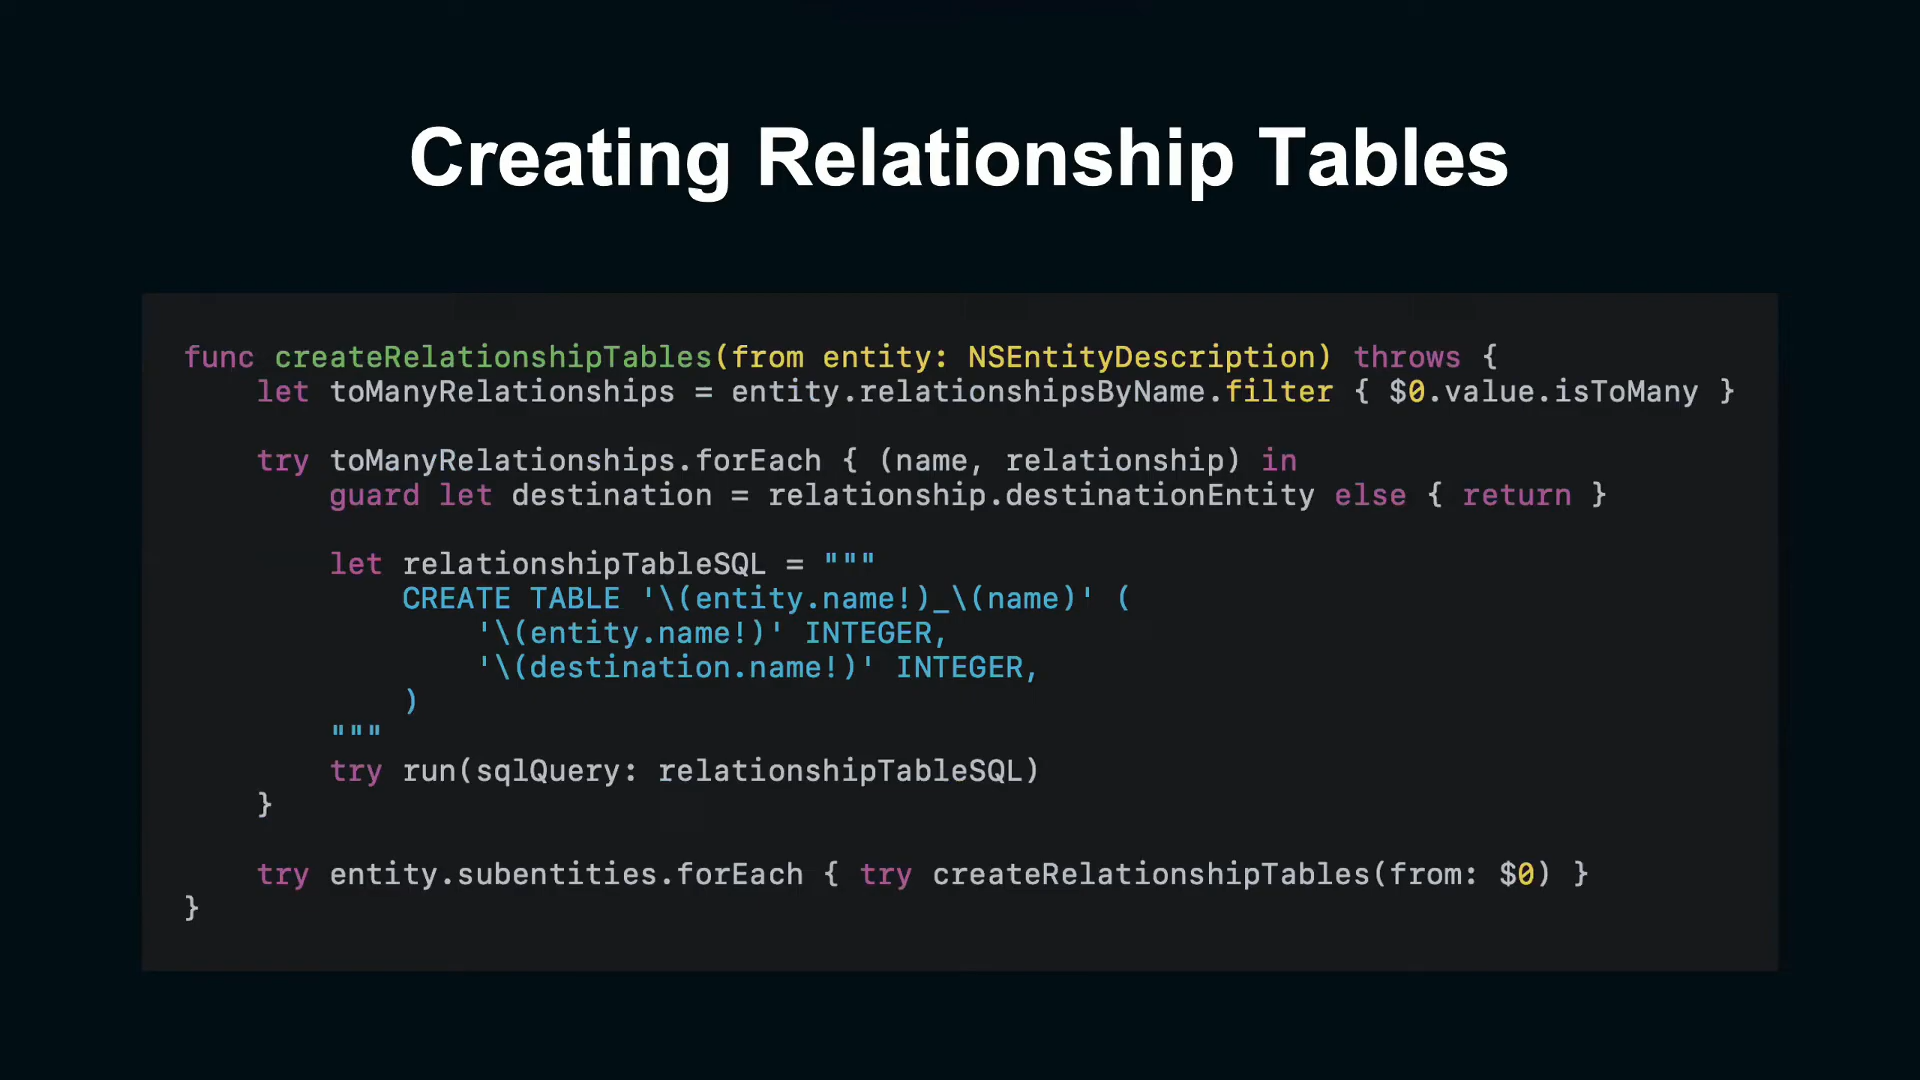 Creating Relationship Tables
func createRelationshipTables(from entity: NSEntityDescription) throws {
    let toManyRelationships = entity.relationshipsByName.filter { $0.value.isToMany }
    try toManyRelationships.forEach { (name, relationship) in
        guard let destination = relationship.destinationEntity else { return }
        let relationshipTableSQL = """
            CREATE TABLE '\(entity.name!)_\(name)' (
                '\(entity.name!)' INTEGER,
                '\(destination.name!)' INTEGER,
            )
        """
        try run(sqlQuery: relationshipTableSQL)
    }
    try entity.subentities.forEach { try createRelationshipTables(from: $0) }
}